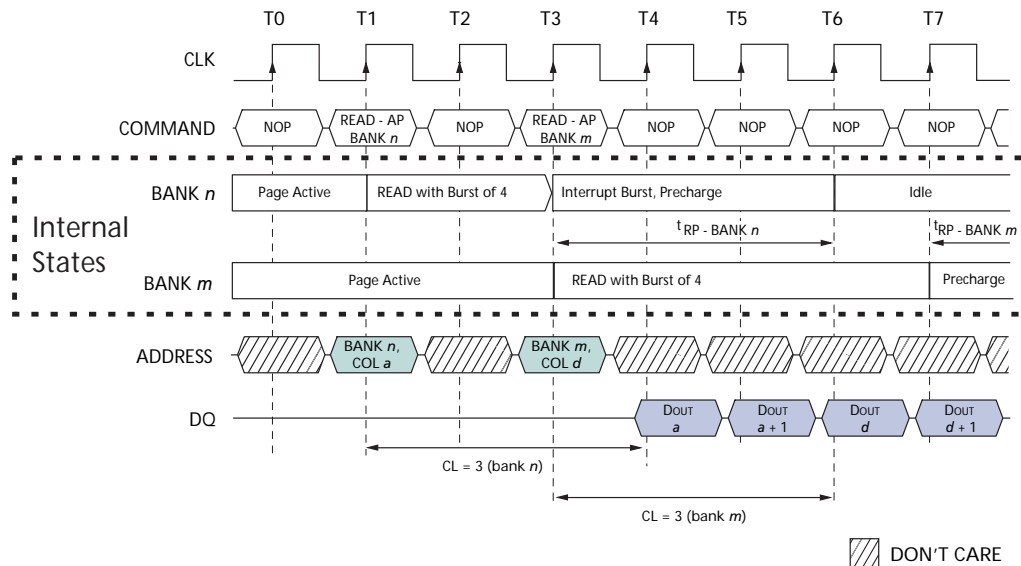 T0 T1 T2 T3 T4 T5 T6 T7
CLK
COMMAND NOP READ - AP BANK n NOP READ - AP BANK m NOP NOP NOP NOP
Internal States
BANK n Page Active READ with Burst of 4 Interrupt Burst, Precharge Idle
tRP - BANK n tRP - BANK m
BANK m Page Active READ with Burst of 4 Precharge
ADDRESS BANK n, COL a BANK m, COL d
DQ DOUT a DOUT a + 1 DOUT d DOUT d + 1
CL = 3 (bank n)
CL = 3 (bank m)
DON'T CARE